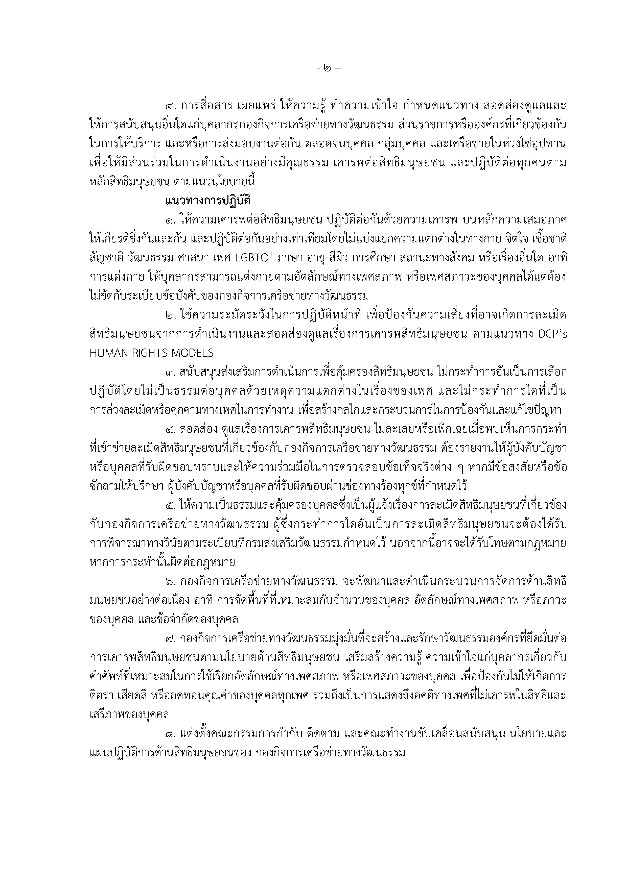 - ๒ –
๙. การสื่อสาร เผยแพร่ ให้ความรู้ ทำความเข้าใจ กำหนดแนวทาง สอดส่องดูแลและ
ให้การสนับสนุนอื่นใดแก่บุคลากรกองกิจการเครือข่ายทางวัฒนธรรม ส่วนราชการหรือองค์กรที่เกี่ยวข้องกัน
ในการให้บริการ และหรือการส่งมอบงานต่อกัน ตลอดจนบุคคล กลุ่มบุคคล และเครือข่ายในห่วงโซ่อุปทาน
เพื่อให้มีส่วนร่วมในการดำเนินงานอย่างมีคุณธรรม เคารพต่อสิทธิมนุษยชน และปฏิบัติต่อทุกคนตาม
หลักสิทธิมนุษยชน ตามแนวนโยบายนี้
แนวทางการปฏิบัติ
๑. ให้ความเคารพต่อสิทธิมนุษยชน ปฏิบัติต่อกันด้วยความเคารพ บนหลักความเสมอภาค
ให้เกียรติซึ่งกันและกัน และปฏิบัติต่อกันอย่างเท่าเทียมโดยไม่แบ่งแยกความแตกต่างในทางกาย จิตใจ เชื้อชาติ
สัญชาติ วัฒนธรรม ศาสนา เพศ LGBTQ⁺ ภาษา อายุ สีผิว การศึกษา สถานะทางสังคม หรือเรื่องอื่นใด อาทิ
การแต่งกาย ให้บุคลากรสามารถแต่งกายตามอัตลักษณ์ทางเพศสภาพ หรือเพศสภาวะของบุคคลได้แต่ต้อง
ไม่ขัดกับระเบียบข้อบังคับของกองกิจการเครือข่ายทางวัฒนธรรม
๒. ใช้ความระมัดระวังในการปฏิบัติหน้าที่ เพื่อป้องกันความเสี่ยงที่อาจเกิดการละเมิด
สิทธิมนุษยชนจากการดำเนินงานและสอดส่องดูแลเรื่องการเคารพสิทธิมนุษยชน ตามแนวทาง DCP's
HUMAN RIGHTS MODELS
๓. สนับสนุนส่งเสริมการดำเนินการเพื่อคุ้มครองสิทธิมนุษยชน ไม่กระทำการอันเป็นการเลือก
ปฏิบัติโดยไม่เป็นธรรมต่อบุคคลด้วยเหตุความแตกต่างในเรื่องของเพศ และไม่กระทำการใดที่เป็น
การล่วงละเมิดหรือคุกคามทางเพศในการทำงาน เพื่อสร้างกลไกและกระบวนการในการป้องกันและแก้ไขปัญหา
๔. สอดส่อง ดูแลเรื่องการเคารพสิทธิมนุษยชน ไม่ละเลยหรือเพิกเฉยเมื่อพบเห็นการกระทำ
ที่เข้าข่ายละเมิดสิทธิมนุษยชนที่เกี่ยวข้องกับกองกิจการเครือข่ายทางวัฒนธรรม ต้องรายงานให้ผู้บังคับบัญชา
หรือบุคคลที่รับผิดชอบทราบและให้ความร่วมมือในการตรวจสอบข้อเท็จจริงต่าง ๆ หากมีข้อสงสัยหรือข้อ
ซักถามให้ปรึกษา ผู้บังคับบัญชาหรือบุคคลที่รับผิดชอบผ่านช่องทางร้องทุกข์ที่กำหนดไว้
๕. ให้ความเป็นธรรมและคุ้มครองบุคคลซึ่งเป็นผู้แจ้งเรื่องการละเมิดสิทธิมนุษยชนที่เกี่ยวข้อง
กับกองกิจการเครือข่ายทางวัฒนธรรม ผู้ซึ่งกระทำการใดอันเป็นการละเมิดสิทธิมนุษยชนจะต้องได้รับ
การพิจารณาทางวินัยตามระเบียบที่กรมส่งเสริมวัฒนธรรมกำหนดไว้ นอกจากนี้อาจจะได้รับโทษตามกฎหมาย
หากการกระทำนั้นผิดต่อกฎหมาย
๖. กองกิจการเครือข่ายทางวัฒนธรรม จะพัฒนาและดำเนินกระบวนการจัดการด้านสิทธิ
มนุษยชนอย่างต่อเนื่อง อาทิ การจัดพื้นที่ที่เหมาะสมกับจำนวนของบุคคล อัตลักษณ์ทางเพศสภาพ หรือภาวะ
ของบุคคล และข้อจำกัดของบุคคล
๗. กองกิจการเครือข่ายทางวัฒนธรรมมุ่งมั่นที่จะสร้างและรักษาวัฒนธรรมองค์กรที่ยึดมั่นต่อ
การเคารพสิทธิมนุษยชนตามนโยบายด้านสิทธิมนุษยชน เสริมสร้างความรู้ ความเข้าใจแก่บุคลากรเกี่ยวกับ
คำศัพท์ที่เหมาะสมในการใช้เรียกอัตลักษณ์ทางเพศสภาพ หรือเพศสภาวะของบุคคล เพื่อป้องกันไม่ให้เกิดการ
ตีตรา เสียดสี หรือลดทอนคุณค่าของบุคคลทุกเพศ รวมถึงเป็นการแสดงถึงอคติทางเพศที่ไม่เคารพในสิทธิและ
เสรีภาพของบุคคล
๘. แต่งตั้งคณะกรรมการกำกับ ติดตาม และคณะทำงานขับเคลื่อนสนับสนุน นโยบายและ
แผนปฏิบัติการด้านสิทธิมนุษยชนของ กองกิจการเครือข่ายทางวัฒนธรรม